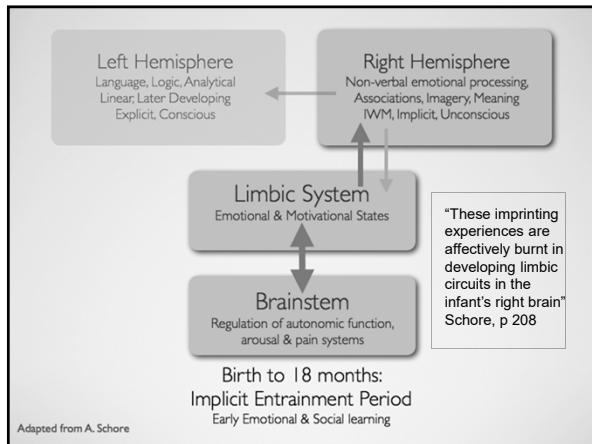 Left Hemisphere
Language, Logic, Analytical
Linear, Later Developing
Explicit, Conscious
Right Hemisphere
Non-verbal emotional processing,
Associations, Imagery, Meaning
IWM, Implicit, Unconscious
Limbic System
Emotional & Motivational States
"These imprinting
experiences are
affectively burnt in
developing limbic
circuits in the
infant's right brain"
Schore, p 208
Brainstem
Regulation of autonomic function,
arousal & pain systems
Birth to 18 months:
Implicit Entrainment Period
Early Emotional & Social learning
Adapted from A. Schore